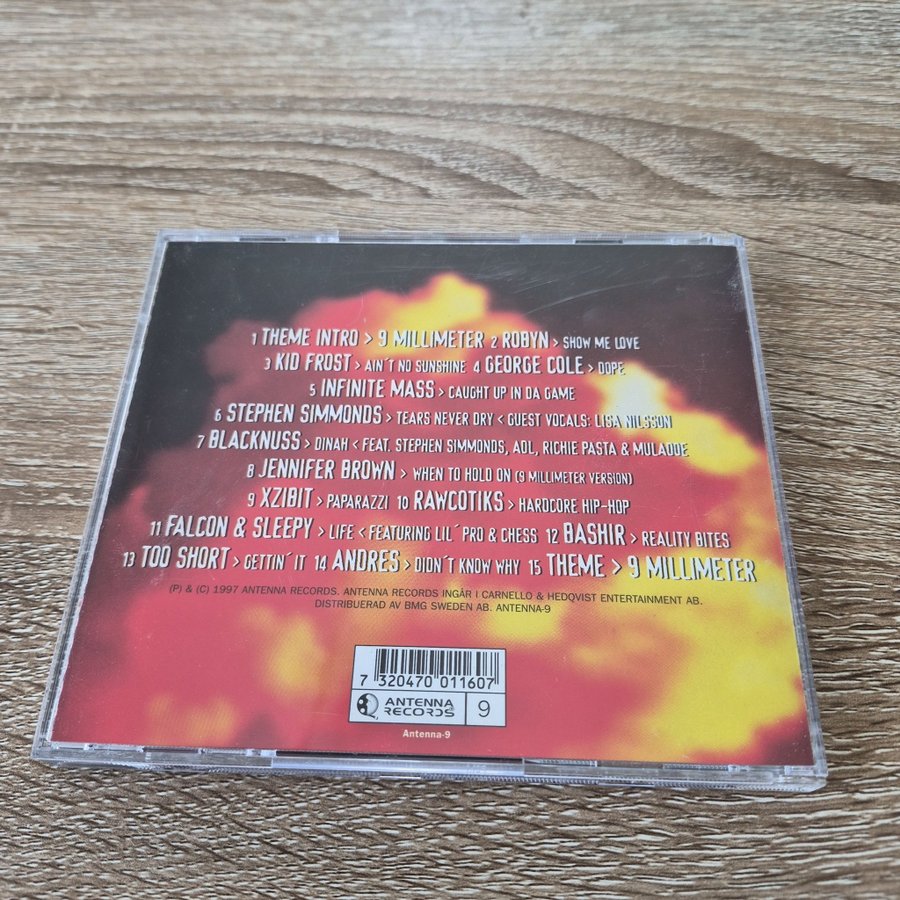 1 THEME INTRO > 9 MILLIMETER 2 ROBYN > SHOW ME LOVE
3 KID FROST > AIN´T NO SUNSHINE 4 GEORGE COLE > DOPE
5 INFINITE MASS > CAUGHT UP IN DA GAME
6 STEPHEN SIMMONDS > TEARS NEVER DRY < GUEST VOCALS: LISA NILSSON
7 BLACKNUSS > DINAH < FEAT. STEPHEN SIMMONDS, ADL, RICHIE PASTA & MULADOE
8 JENNIFER BROWN > WHEN TO HOLD ON (9 MILLIMETER VERSION)
9 XZIBIT > PAPARAZZI 10 RAWCOTIKS > HARDCORE HIP-HOP
11 FALCON & SLEEPY > LIFE < FEATURING LIL´ PRO & CHESS 12 BASHIR > REALITY BITES
13 TOO SHORT > GETTIN´ IT 14 ANDRES > DIDN´T KNOW WHY 15 THEME > 9 MILLIMETER
(P) & (C) 1997 ANTENNA RECORDS. ANTENNA RECORDS INGÅR I CARNELLO & HEDQVIST ENTERTAINMENT AB.
DISTRIBUERAD AV BMG SWEDEN AB. ANTENNA-9
7 320470 011607
ANTENNA RECORDS 9
Antenna-9